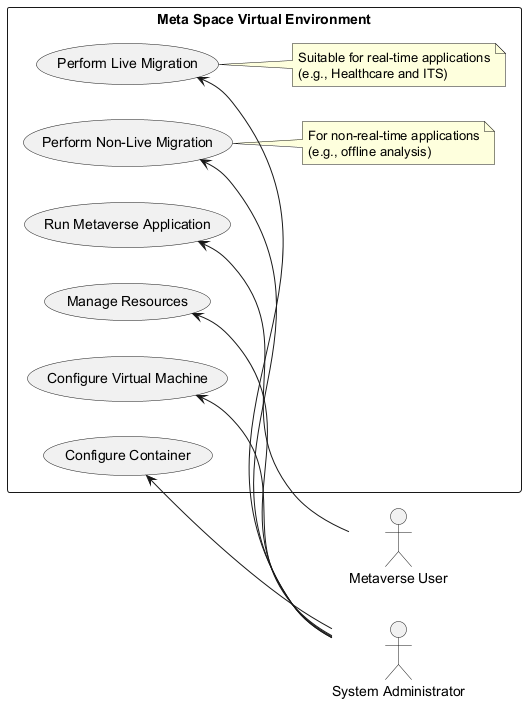 Meta Space Virtual Environment
Perform Live Migration
Suitable for real-time applications
(e.g., Healthcare and ITS)
Perform Non-Live Migration
For non-real-time applications
(e.g., offline analysis)
Run Metaverse Application
Manage Resources
Configure Virtual Machine
Configure Container
Metaverse User
System Administrator